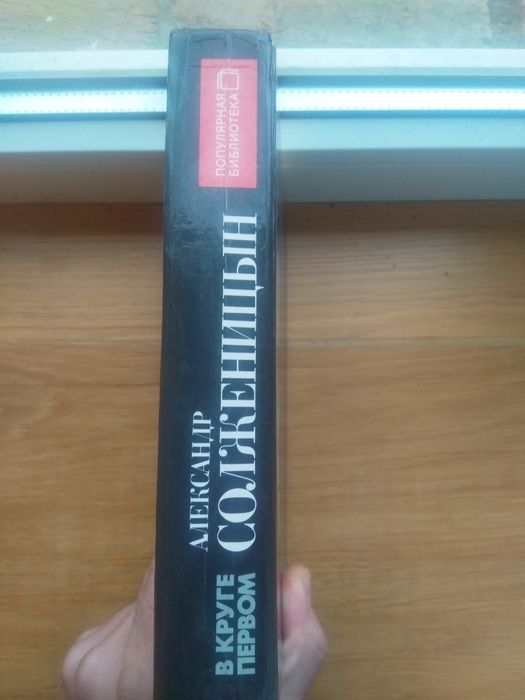 В КРУГЕ
ПЕРВОМ
АЛЕКСАНДР
СОЛЖЕНИЦЫН
ПОПУЛЯРНАЯ
БИБЛИОТЕКА